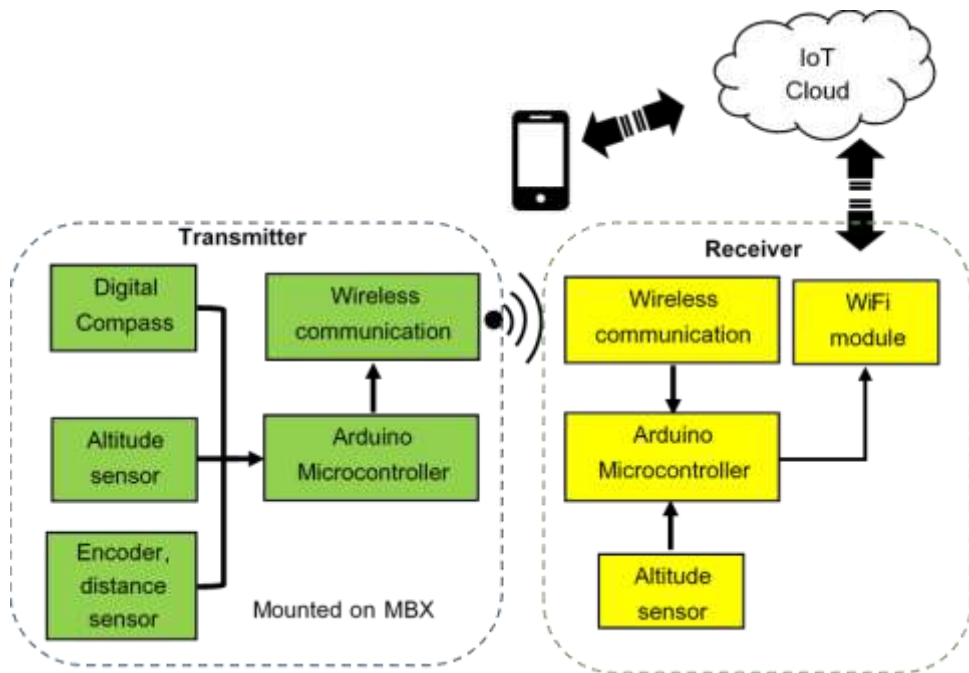 IoT
Cloud
Transmitter
Digital
Compass
Wireless
communication
Altitude
sensor
Arduino
Microcontroller
Encoder,
distance
sensor
Mounted on MBX
Receiver
Wireless
communication
WiFi
module
Arduino
Microcontroller
Altitude
sensor